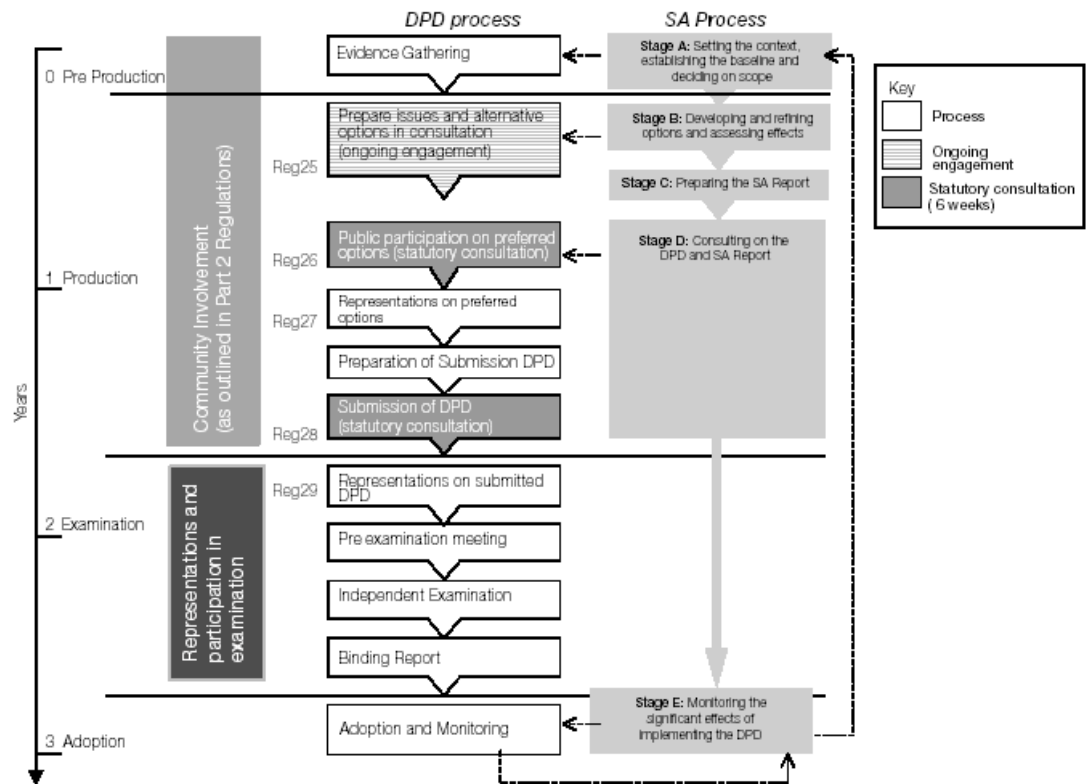 DPD process
SA Process
0 Pre Production
1 Production
2 Examination
3 Adoption
Years
Community Involvement
(as outlined in Part 2 Regulations)
Representations and
participation in
examination
Evidence Gathering
Reg25
Prepare issues and alternative
options in consultation
(ongoing engagement)
Reg26
Public participation on preferred
options (statutory consultation)
Reg27
Representations on preferred
options
Preparation of Submission DPD
Reg28
Submission of DPD
(statutory consultation)
Reg29
Representations on submitted
DPD
Pre examination meeting
Independent Examination
Binding Report
Adoption and Monitoring
Stage A: Setting the context,
establishing the baseline and
deciding on scope
Stage B: Developing and refining
options and assessing effects
Stage C: Preparing the SA Report
Stage D: Consulting on the
DPD and SA Report
Stage E: Monitoring the
significant effects of
implementing the DPD
Key
Process
Ongoing
engagement
Statutory consultation
( 6 weeks)